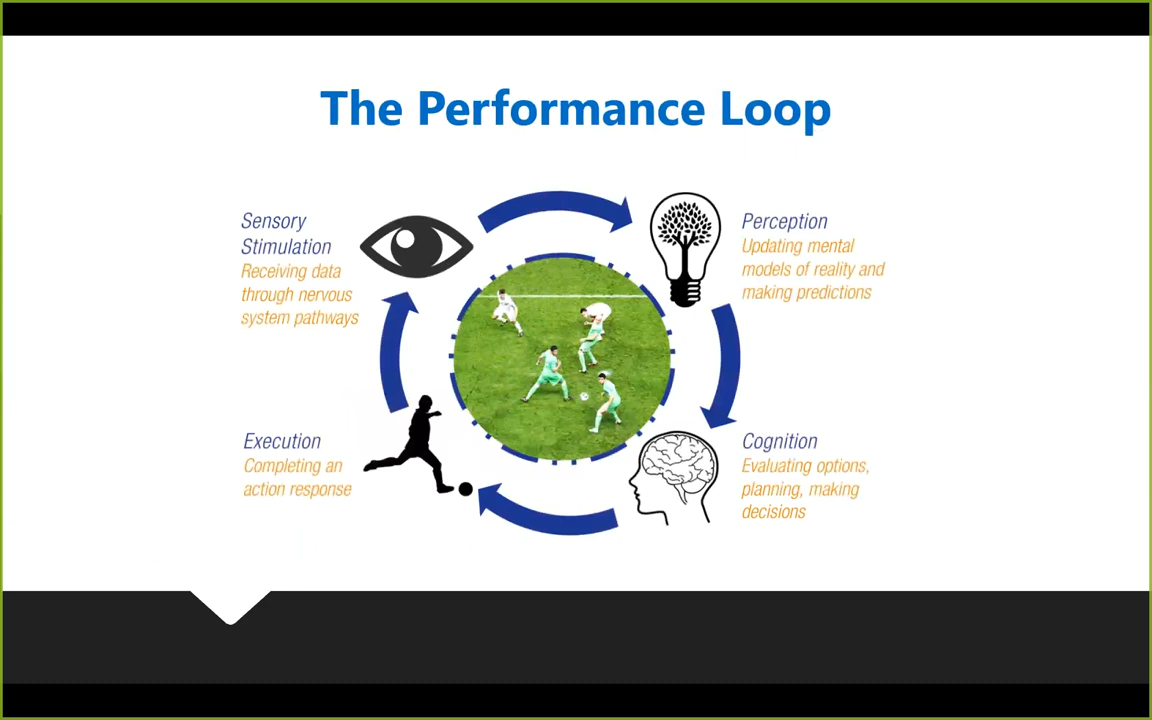 The Performance Loop
Sensory
Stimulation
Receiving data
through nervous
system pathways
Perception
Updating mental
models of reality and
making predictions
Cognition
Evaluating options,
planning, making
decisions
Execution
Completing an
action response